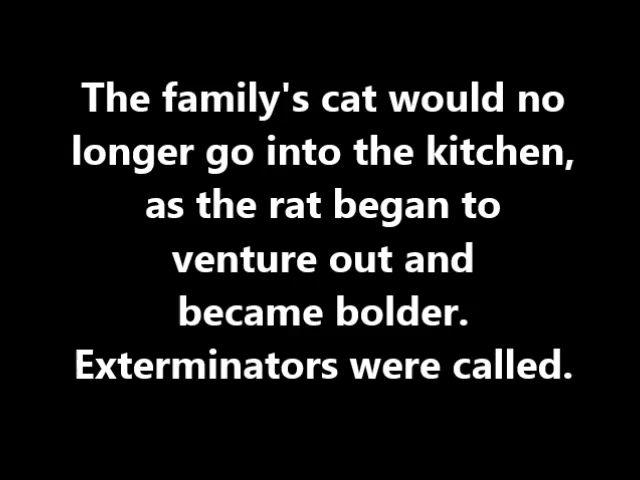 The family's cat would no
longer go into the kitchen,
as the rat began to
venture out and
became bolder.
Exterminators were called.